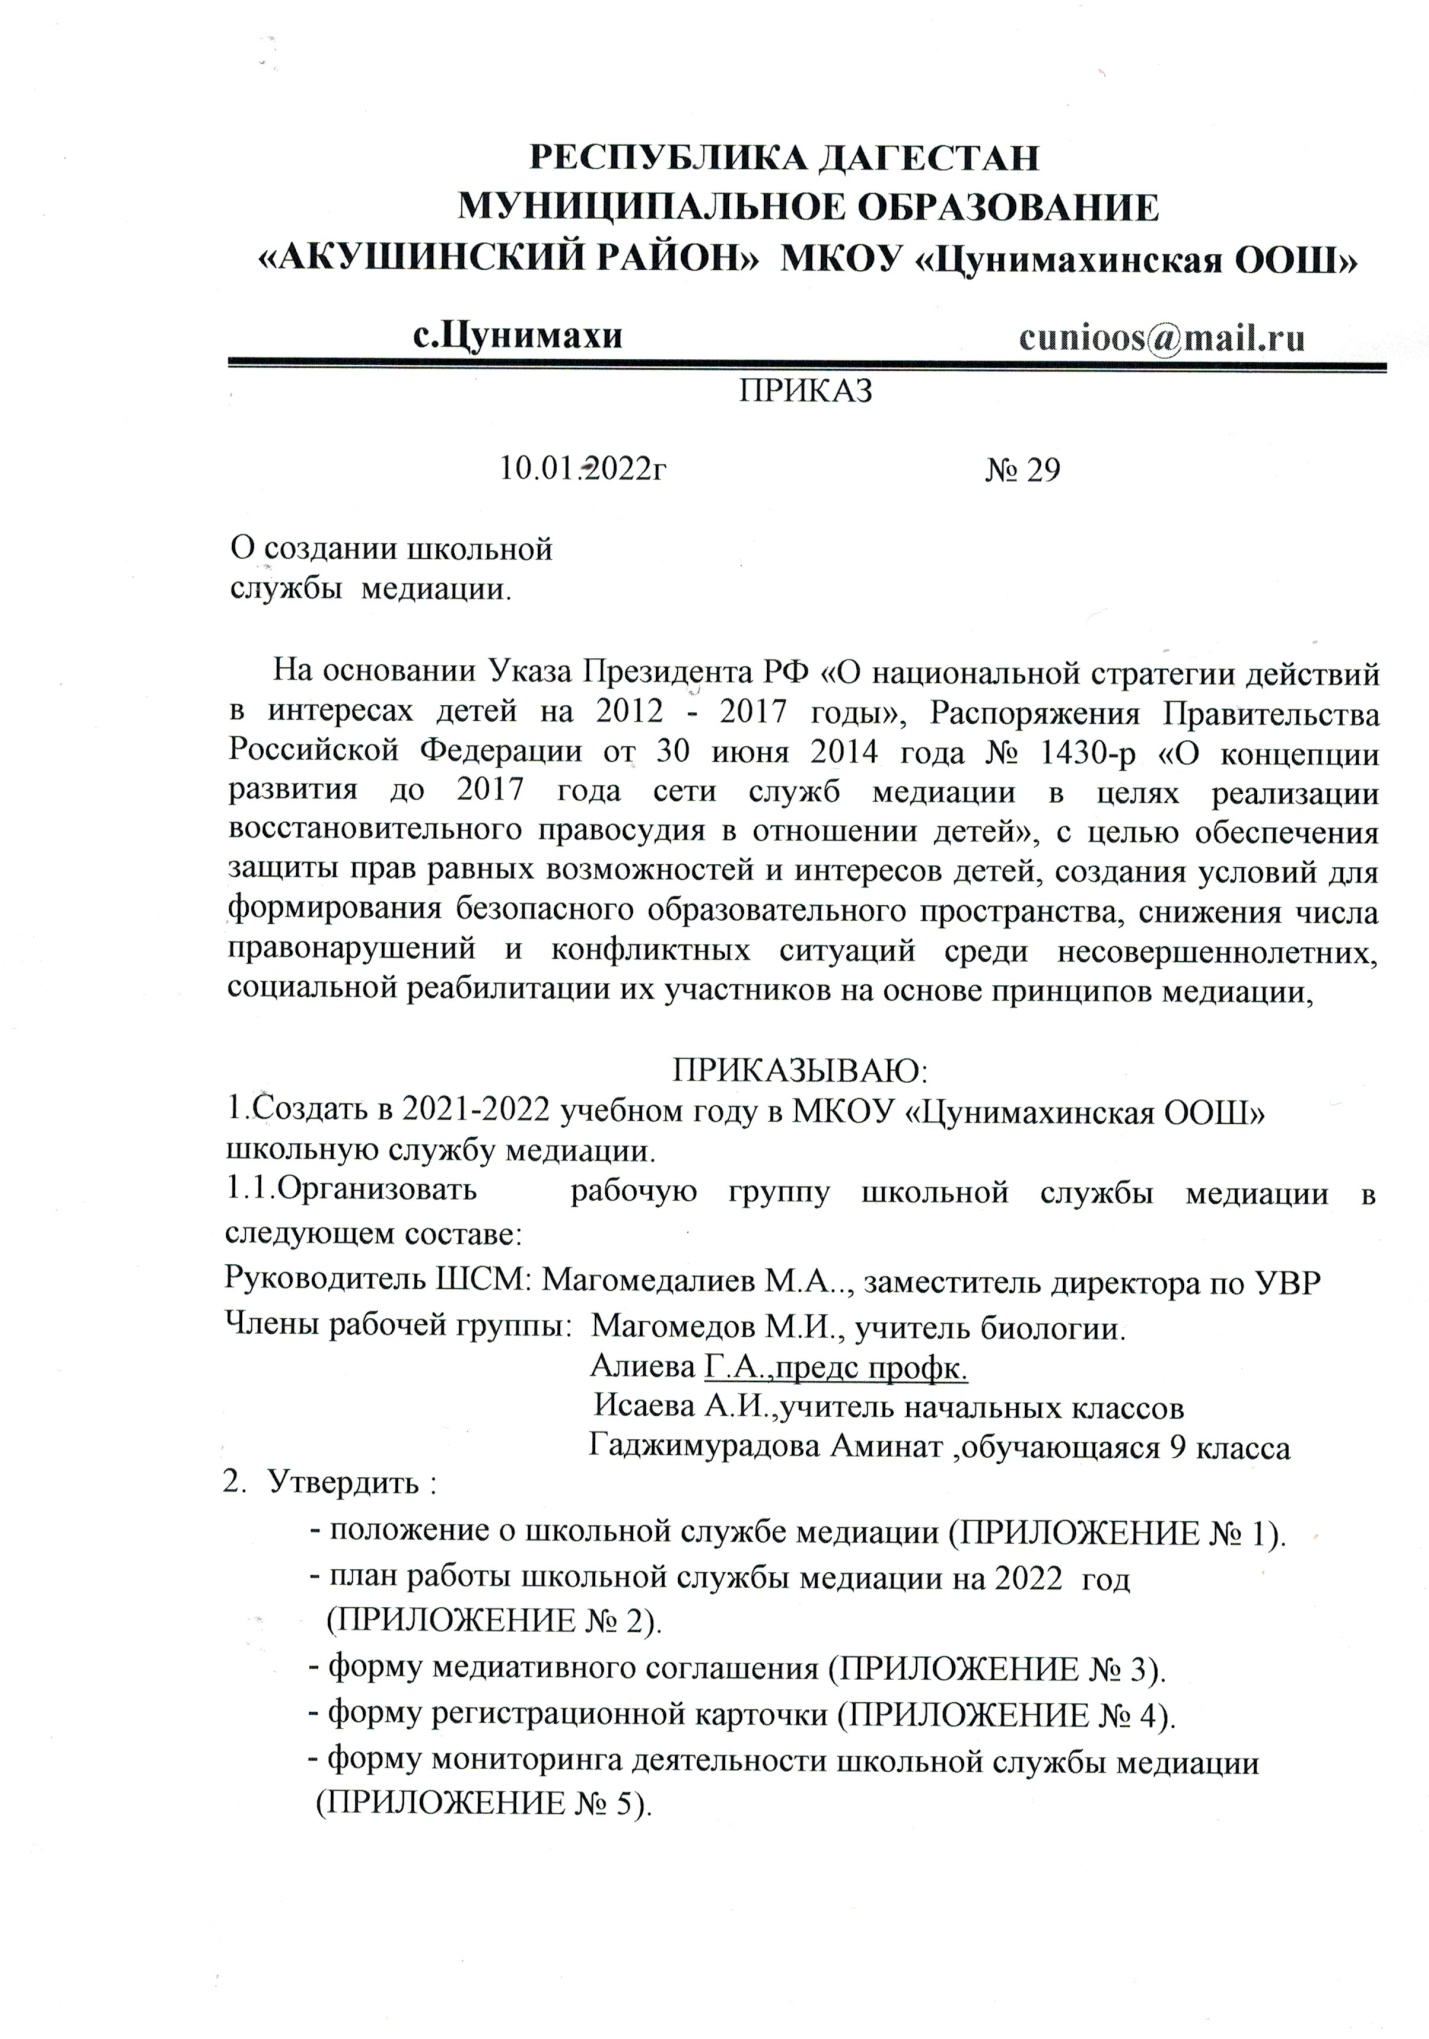 РЕСПУБЛИКА ДАГЕСТАН
МУНИЦИПАЛЬНОЕ ОБРАЗОВАНИЕ
«АКУШИНСКИЙ РАЙОН» МКОУ «Цунимахинская ООШ»
с.Цунимахи cunioos@mail.ru
ПРИКАЗ
10.01.2022г № 29
О создании школьной
службы медиации.
На основании Указа Президента РФ «О национальной стратегии действий
в интересах детей на 2012 - 2017 годы», Распоряжения Правительства
Российской Федерации от 30 июня 2014 года № 1430-р «О концепции
развития до 2017 года сети служб медиации в целях реализации
восстановительного правосудия в отношении детей», с целью обеспечения
защиты прав равных возможностей и интересов детей, создания условий для
формирования безопасного образовательного пространства, снижения числа
правонарушений и конфликтных ситуаций среди несовершеннолетних,
социальной реабилитации их участников на основе принципов медиации,
ПРИКАЗЫВАЮ:
1.Создать в 2021-2022 учебном году в МКОУ «Цунимахинская ООШ»
школьную службу медиации.
1.1.Организовать рабочую группу школьной службы медиации в
следующем составе:
Руководитель ШСМ: Магомедалиев М.А.., заместитель директора по УВР
Члены рабочей группы: Магомедов М.И., учитель биологии.
Алиева Г.А.,предс профк.
Исаева А.И.,учитель начальных классов
Гаджимурадова Аминат ,обучающаяся 9 класса
2. Утвердить :
- положение о школьной службе медиации (ПРИЛОЖЕНИЕ № 1).
- план работы школьной службы медиации на 2022 год
(ПРИЛОЖЕНИЕ № 2).
- форму медиативного соглашения (ПРИЛОЖЕНИЕ № 3).
- форму регистрационной карточки (ПРИЛОЖЕНИЕ № 4).
- форму мониторинга деятельности школьной службы медиации
(ПРИЛОЖЕНИЕ № 5).